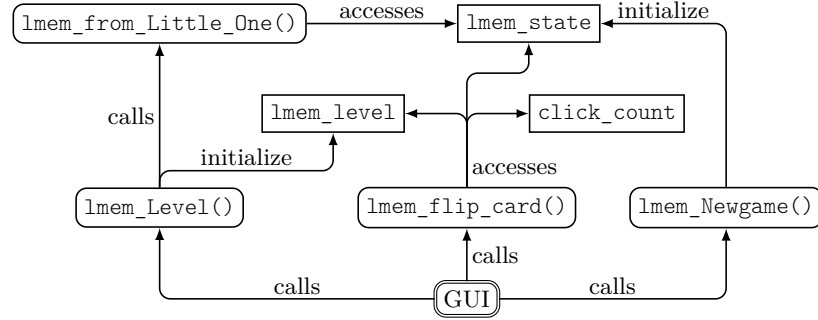 lmem_from_Little_One()
accesses
lmem_state
initialize
calls
lmem_level
click_count
initialize
accesses
lmem_Level()
lmem_flip_card()
lmem_Newgame()
calls
calls
GUI
calls